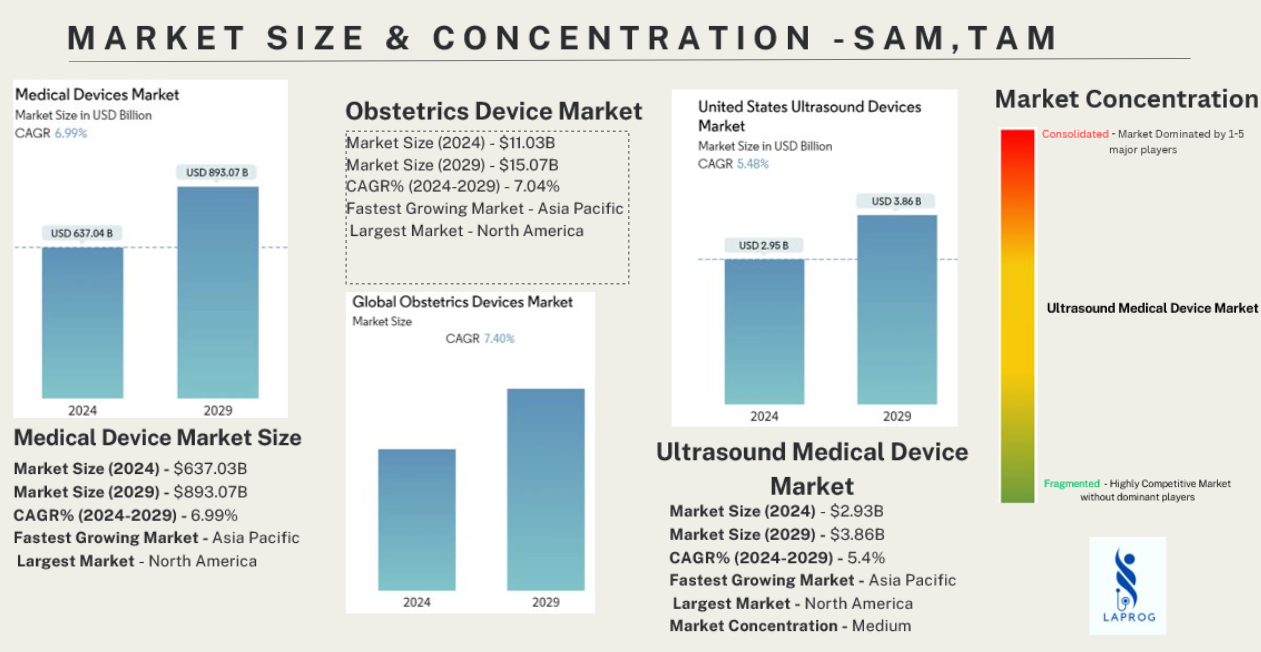 MARKET SIZE & CONCENTRATION -SAM,TAM
Medical Devices Market
Market Size in USD Billion
CAGR 6.99%
USD 893.07 B
USD 637.04 B
2024 2029
Medical Device Market Size
Market Size (2024) - $637.03B
Market Size (2029) - $893.07B
CAGR% (2024-2029) - 6.99%
Fastest Growing Market - Asia Pacific
Largest Market - North America
Obstetrics Device Market
Market Size (2024) - $11.03B
Market Size (2029) - $15.07B
CAGR% (2024-2029) - 7.04%
Fastest Growing Market - Asia Pacific
Largest Market - North America
Global Obstetrics Devices Market
Market Size
CAGR 7.40%
2024 2029
United States Ultrasound Devices
Market
Market Size in USD Billion
CAGR 5.48%
USD 3.86 B
USD 2.95 B
2024 2029
Ultrasound Medical Device
Market
Market Size (2024) - $2.93B
Market Size (2029) - $3.86B
CAGR% (2024-2029) - 5.4%
Fastest Growing Market - Asia Pacific
Largest Market - North America
Market Concentration - Medium
Market Concentration
Consolidated - Market Dominated by 1-5
major players
Ultrasound Medical Device Market
Fragmented - Highly Competitive Market
without dominant players
LAPROG